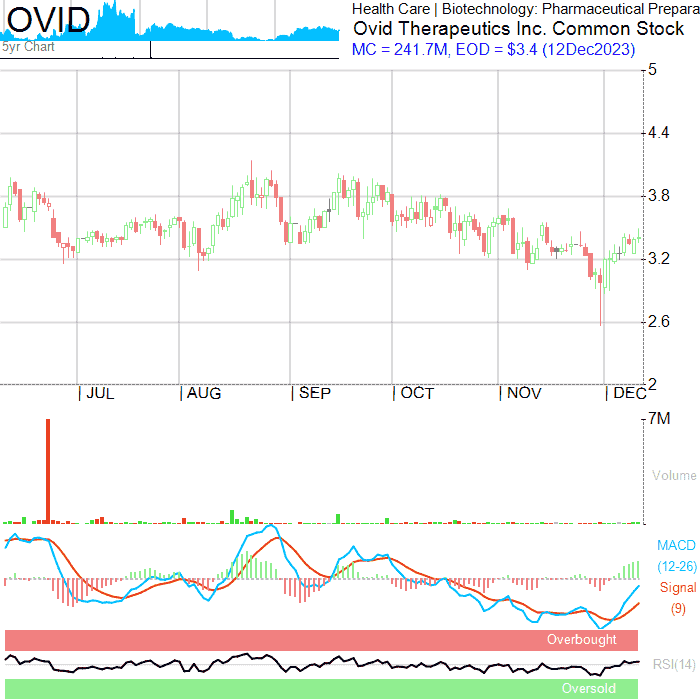 OVID
5yr Chart
Health Care | Biotechnology: Pharmaceutical Prepara
Ovid Therapeutics Inc. Common Stock
MC = 241.7M, EOD = $3.4 (12Dec2023)
5
4.4
3.8
3.2
2.6
2
JUL
AUG
SEP
OCT
NOV
DEC
7M
Volume
MACD
(12-26)
Signal
(9)
Overbought
RSI(14)
Oversold